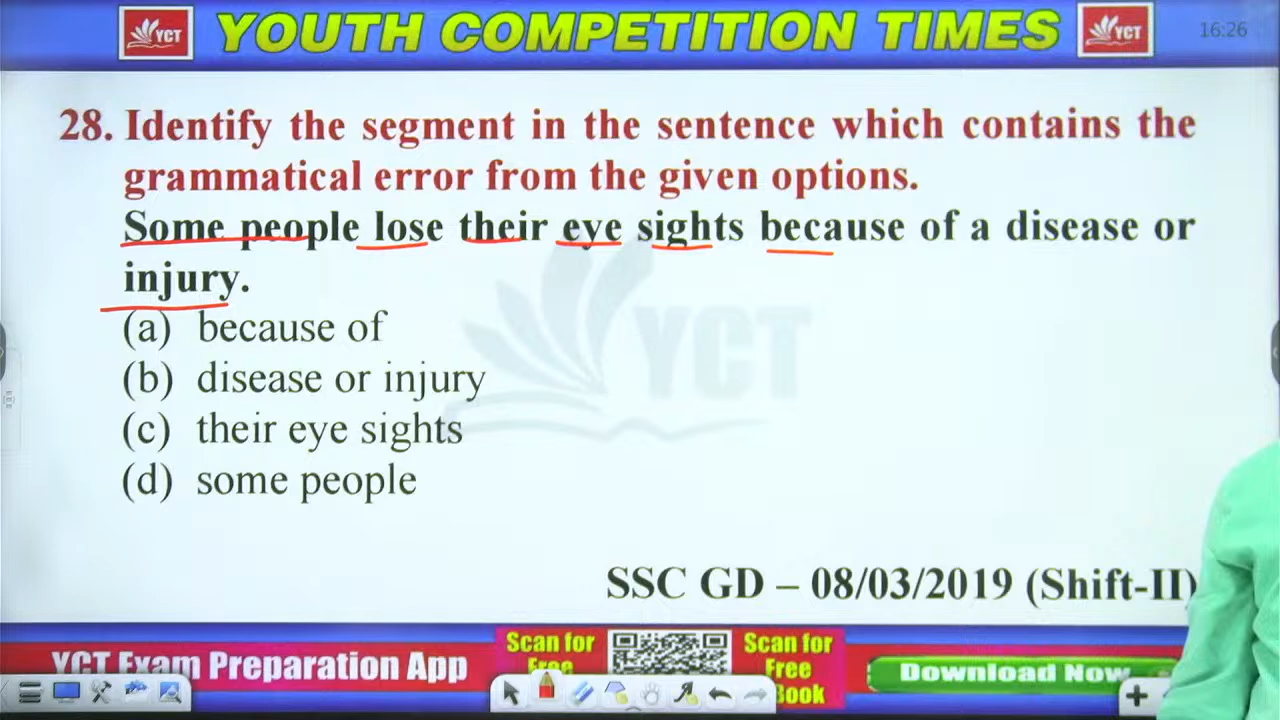 YCT
YOUTH COMPETITION TIMES
YCT
16:26
28. Identify the segment in the sentence which contains the
grammatical error from the given options.
Some people lose their eye sights because of a disease or
injury.
(a) because of
(b) disease or injury
(c) their eye sights
(d) some people
YCT
SSC GD – 08/03/2019 (Shift-II)
YCT Exam Preparation App
Scan for
Free
Scan for
Free
Book
Download Now